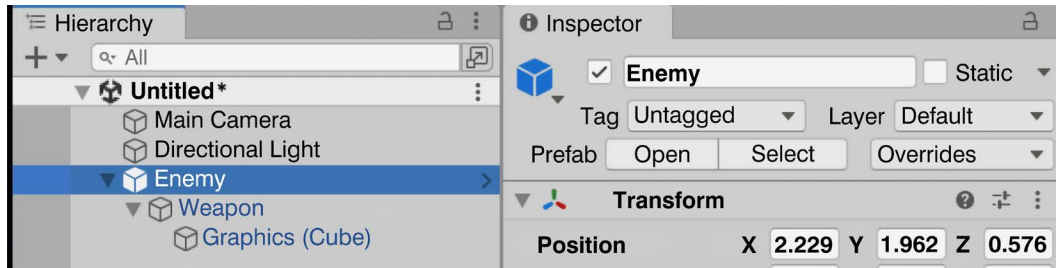 Hierarchy
All
Untitled*
Main Camera
Directional Light
Enemy
Weapon
Graphics (Cube)
Inspector
Enemy Static
Tag Untagged Layer Default
Prefab Open Select Overrides
Transform
Position X 2.229 Y 1.962 Z 0.576